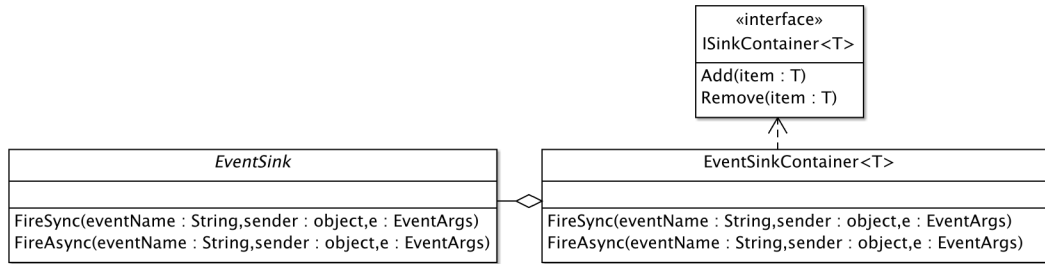 «interface»
ISinkContainer<T>
Add(item : T)
Remove(item : T)
EventSink
FireSync(eventName : String,sender : object,e : EventArgs)
FireAsync(eventName : String,sender : object,e : EventArgs)
EventSinkContainer<T>
FireSync(eventName : String,sender : object,e : EventArgs)
FireAsync(eventName : String,sender : object,e : EventArgs)